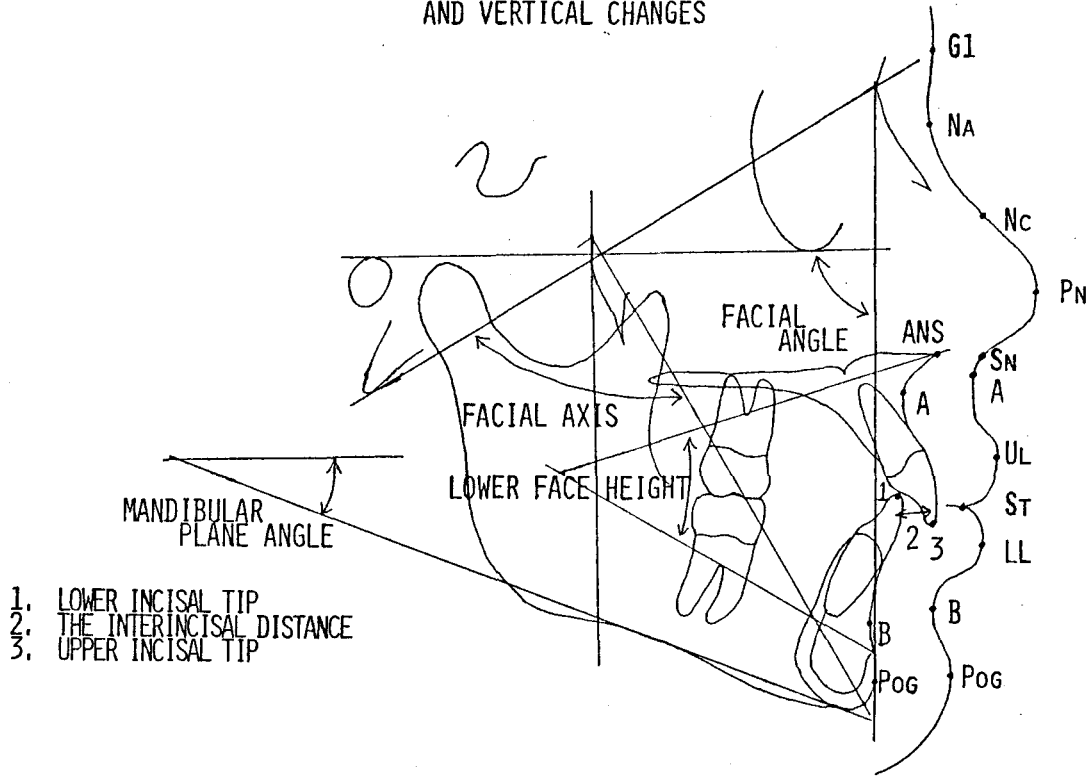 AND VERTICAL CHANGES
Gl
NA
NC
PN
FACIAL
ANGLE
ANS
SN
A
A
FACIAL AXIS
UL
LOWER FACE HEIGHT
1
ST
MANDIBULAR
PLANE ANGLE
2
3
LL
1. LOWER INCISAL TIP
2. THE INTERINCISAL DISTANCE
3. UPPER INCISAL TIP
B
B
POG
POG